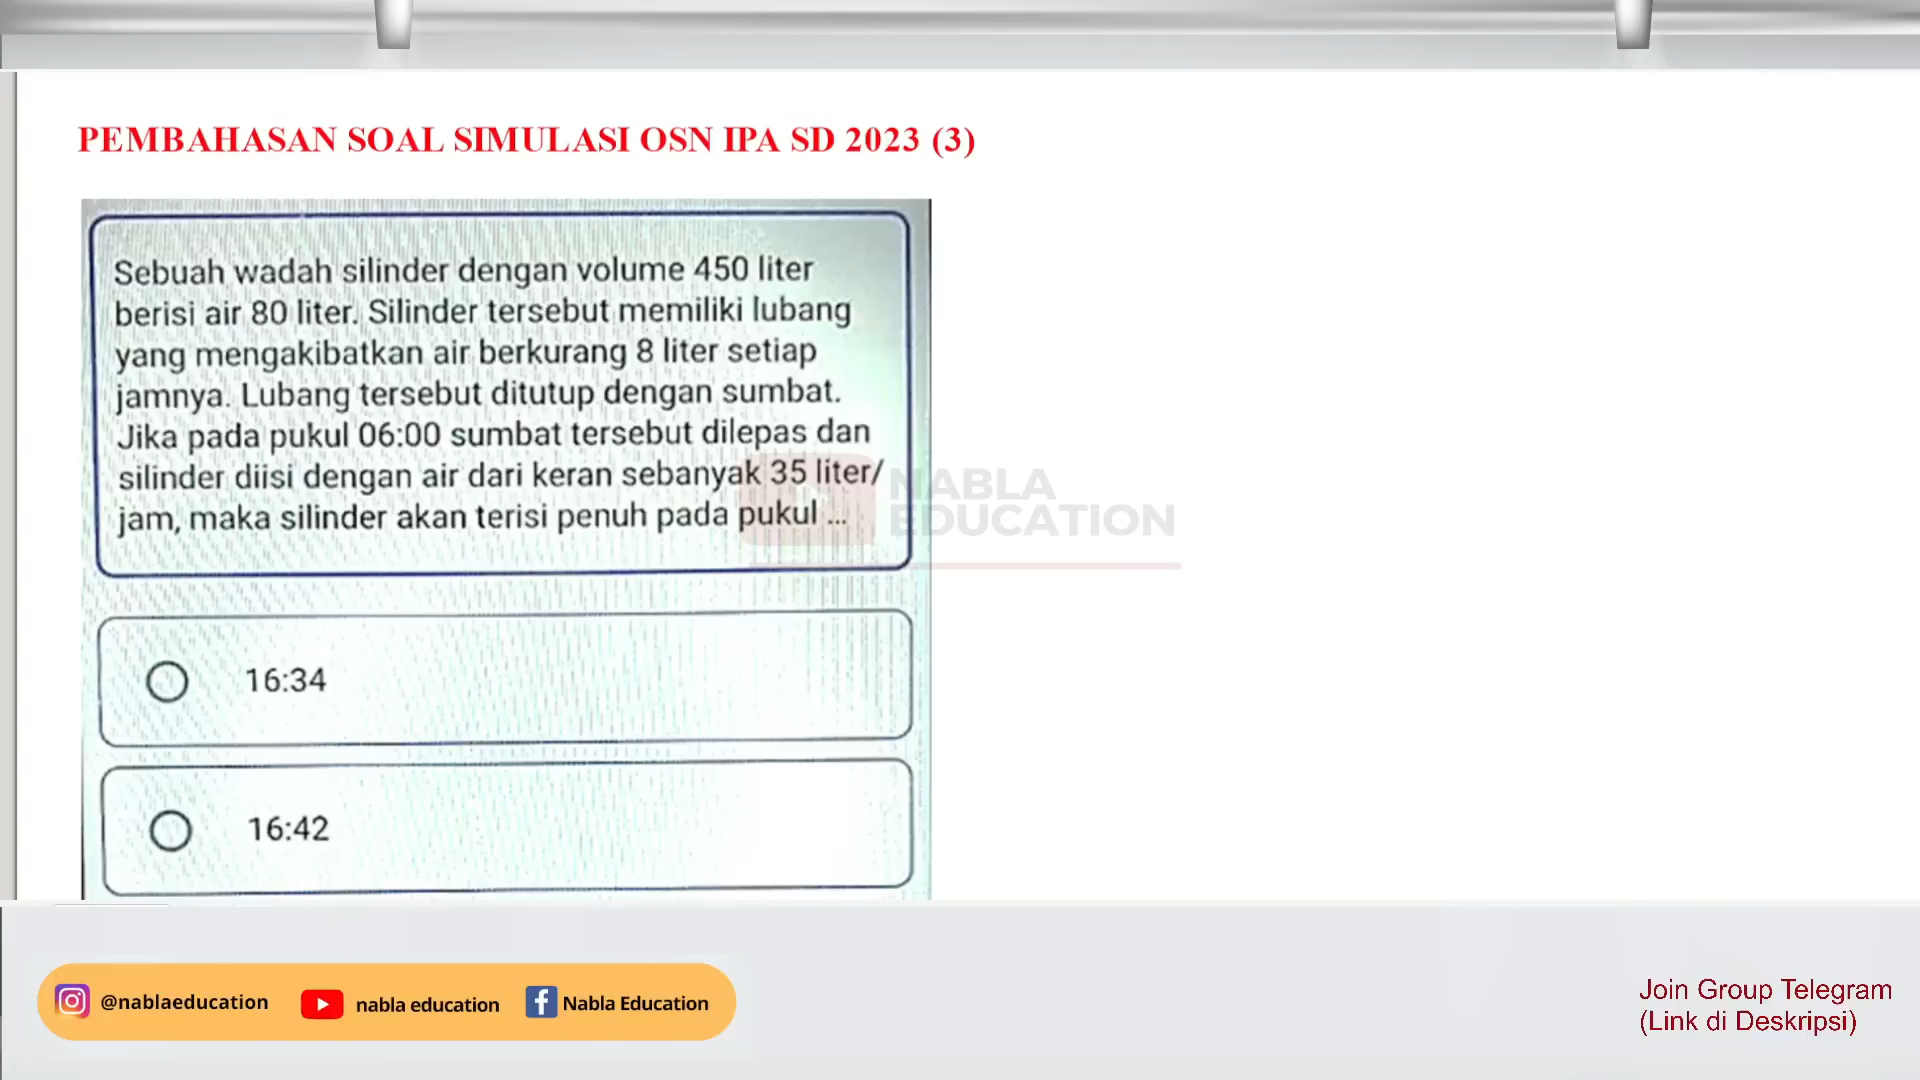 PEMBAHASAN SOAL SIMULASI OSN IPA SD 2023 (3)
Sebuah wadah silinder dengan volume 450 liter
berisi air 80 liter. Silinder tersebut memiliki lubang
yang mengakibatkan air berkurang 8 liter setiap
jamnya. Lubang tersebut ditutup dengan sumbat.
Jika pada pukul 06:00 sumbat tersebut dilepas dan
silinder diisi dengan air dari keran sebanyak 35 liter/
jam, maka silinder akan terisi penuh pada pukul ...
NABLA
EDUCATION
16:34
16:42
@nablaeducation
nabla education
Nabla Education
Join Group Telegram
(Link di Deskripsi)